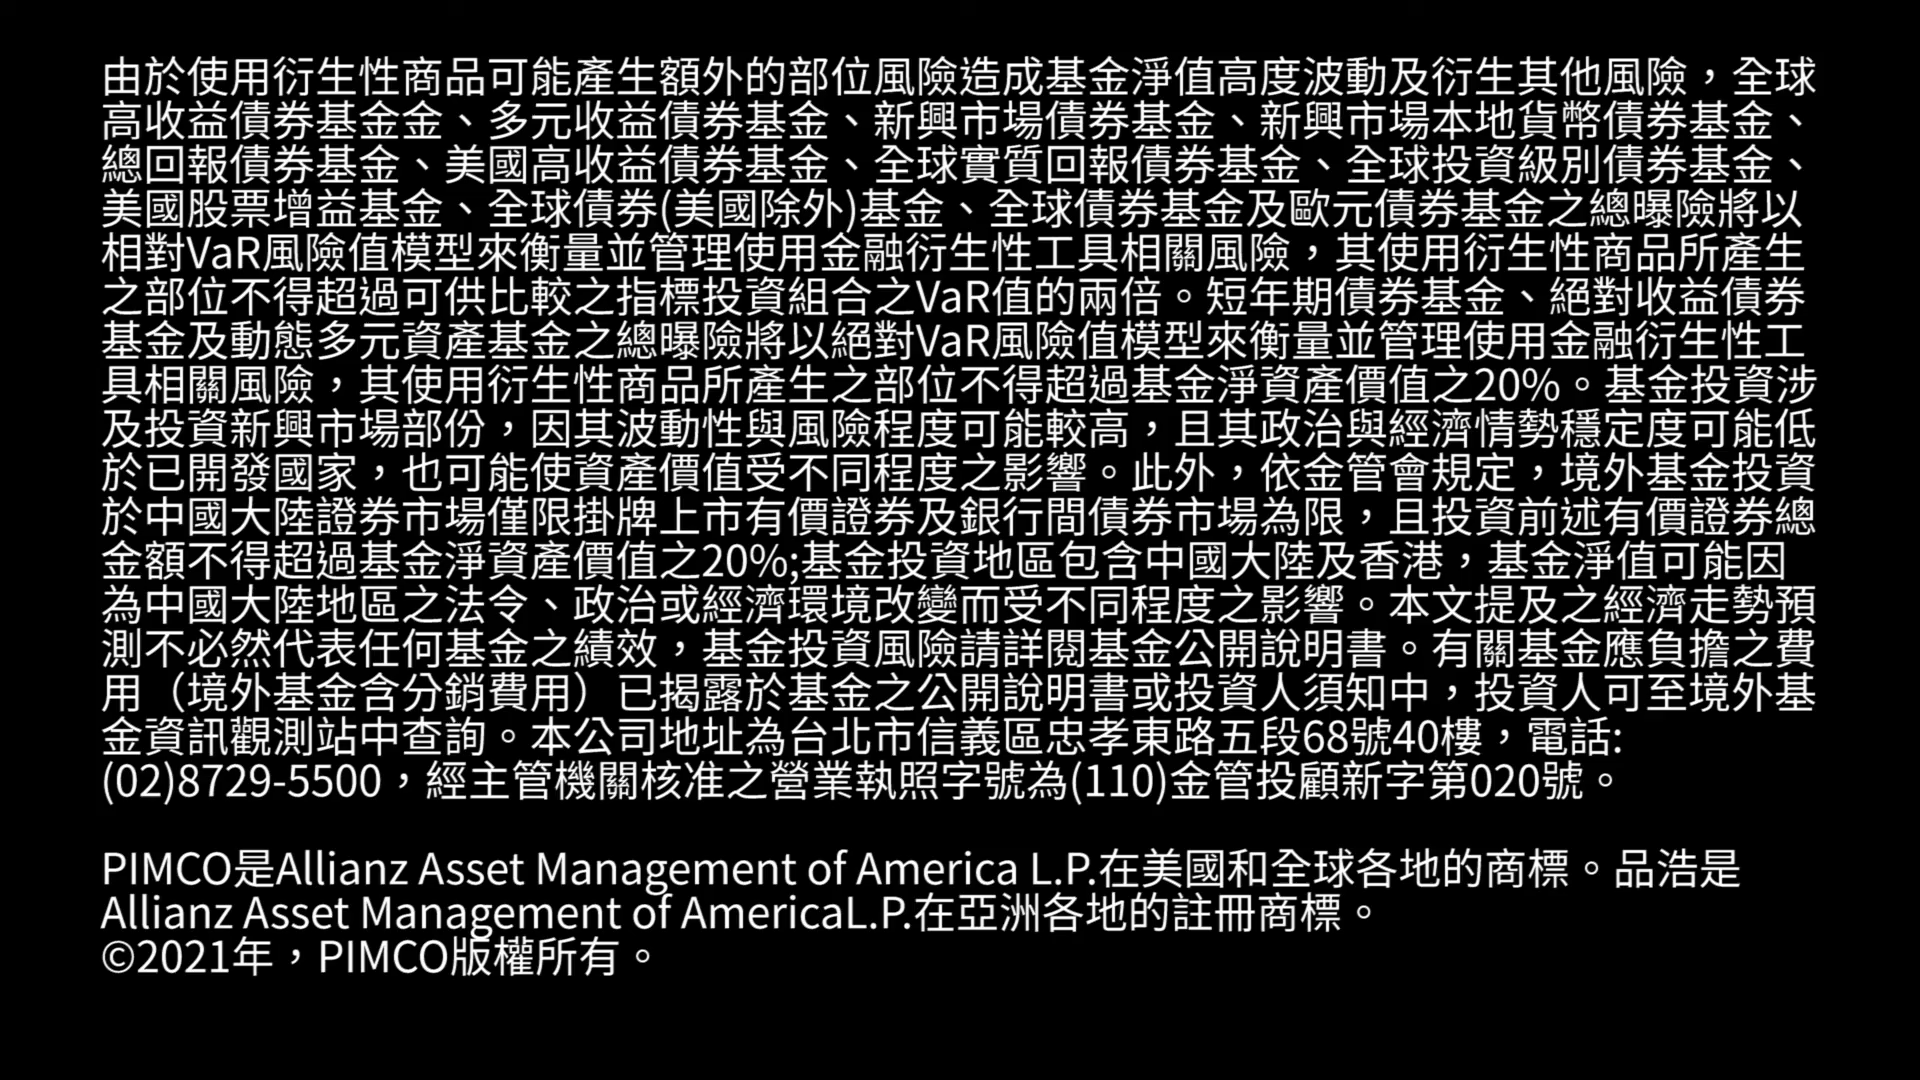 由於使用衍生性商品可能產生額外的部位風險造成基金淨值高度波動及衍生其他風險，全球
高收益債券基金金、多元收益債券基金、新興市場債券基金、新興市場本地貨幣債券基金、
總回報債券基金、美國高收益債券基金、全球實質回報債券基金、全球投資級別債券基金、
美國股票增益基金、全球債券(美國除外)基金、全球債券基金及歐元債券基金之總曝險將以
相對VaR風險值模型來衡量並管理使用金融衍生性工具相關風險，其使用衍生性商品所產生
之部位不得超過可供比較之指標投資組合之VaR值的兩倍。短年期債券基金、絕對收益債券
基金及動態多元資產基金之總曝險將以絕對VaR風險值模型來衡量並管理使用金融衍生性工
具相關風險，其使用衍生性商品所產生之部位不得超過基金淨資產價值之20%。基金投資涉
及投資新興市場部份，因其波動性與風險程度可能較高，且其政治與經濟情勢穩定度可能低
於已開發國家，也可能使資產價值受不同程度之影響。此外，依金管會規定，境外基金投資
於中國大陸證券市場僅限掛牌上市有價證券及銀行間債券市場為限，且投資前述有價證券總
金額不得超過基金淨資產價值之20%;基金投資地區包含中國大陸及香港，基金淨值可能因
為中國大陸地區之法令、政治或經濟環境改變而受不同程度之影響。本文提及之經濟走勢預
測不必然代表任何基金之績效，基金投資風險請詳閱基金公開說明書。有關基金應負擔之費
用（境外基金含分銷費用）已揭露於基金之公開說明書或投資人須知中，投資人可至境外基
金資訊觀測站中查詢。本公司地址為台北市信義區忠孝東路五段68號40樓，電話:
(02)8729-5500，經主管機關核准之營業執照字號為(110)金管投顧新字第020號。
PIMCO是Allianz Asset Management of America L.P.在美國和全球各地的商標。品浩是
Allianz Asset Management of AmericaL.P.在亞洲各地的註冊商標。
©2021年，PIMCO版權所有。